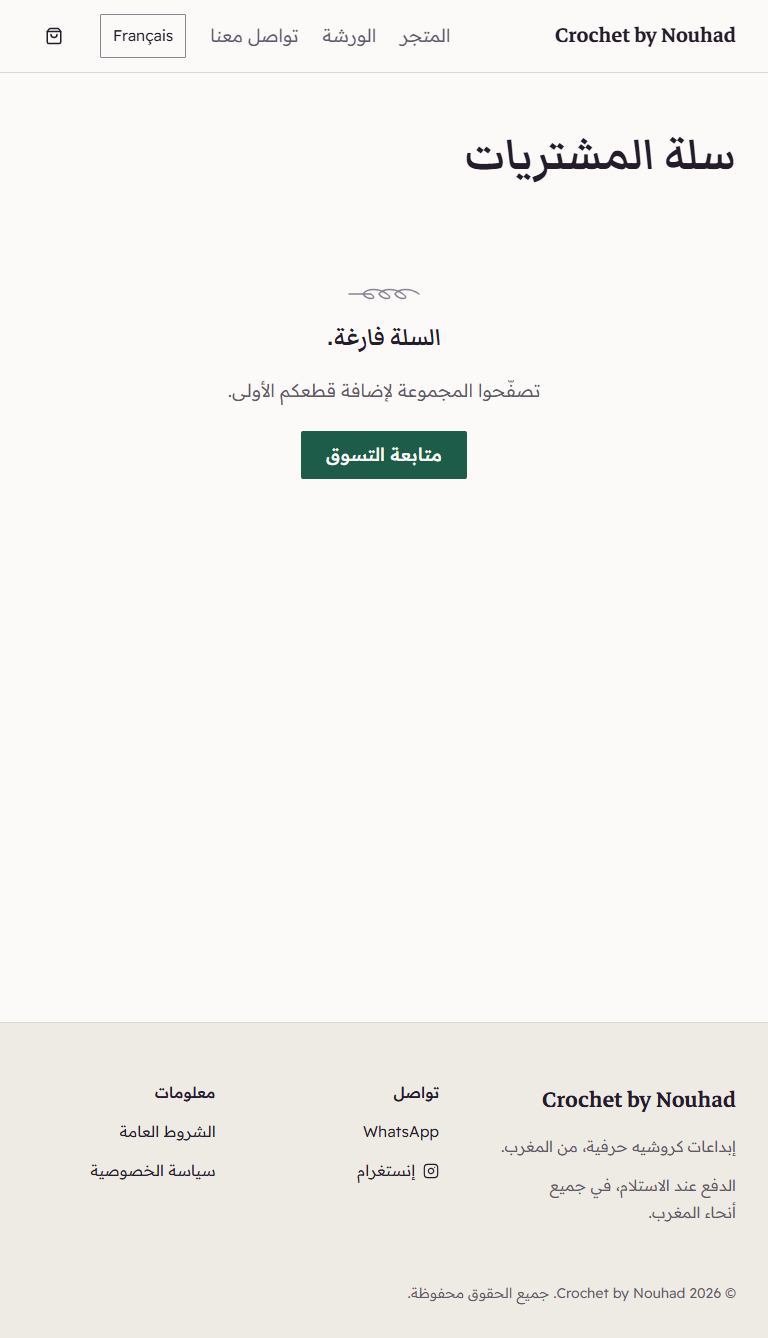 Crochet by Nouhad
المتجر
الورشة
تواصل معنا
Français
سلة المشتريات
السلة فارغة.
تصفّحوا المجموعة لإضافة قطعكم الأولى.
متابعة التسوق
Crochet by Nouhad
إبداعات كروشيه حرفية، من المغرب.
الدفع عند الاستلام، في جميع
أنحاء المغرب.
تواصل
WhatsApp
إنستغرام
معلومات
الشروط العامة
سياسة الخصوصية
© 2026 Crochet by Nouhad. جميع الحقوق محفوظة.